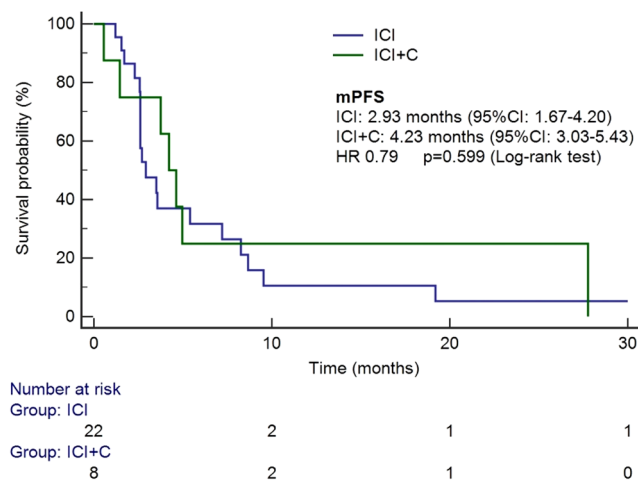 ICI
ICI+C
mPFS
ICI: 2.93 months (95%CI: 1.67-4.20)
ICI+C: 4.23 months (95%CI: 3.03-5.43)
HR 0.79 p=0.599 (Log-rank test)
Survival probability (%)
100
80
60
40
20
0
0 10 20 30
Time (months)
Number at risk
Group: ICI
22 2 1 1
Group: ICI+C
8 2 1 0